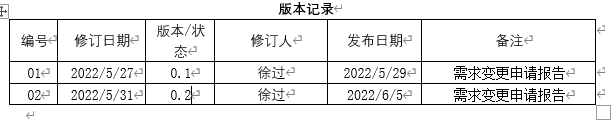 版本记录
编号 修订日期 版本/状态 修订人 发布日期 备注
01 2022/5/27 0.1 徐过 2022/5/29 需求变更申请报告
02 2022/5/31 0.2 徐过 2022/6/5 需求变更申请报告